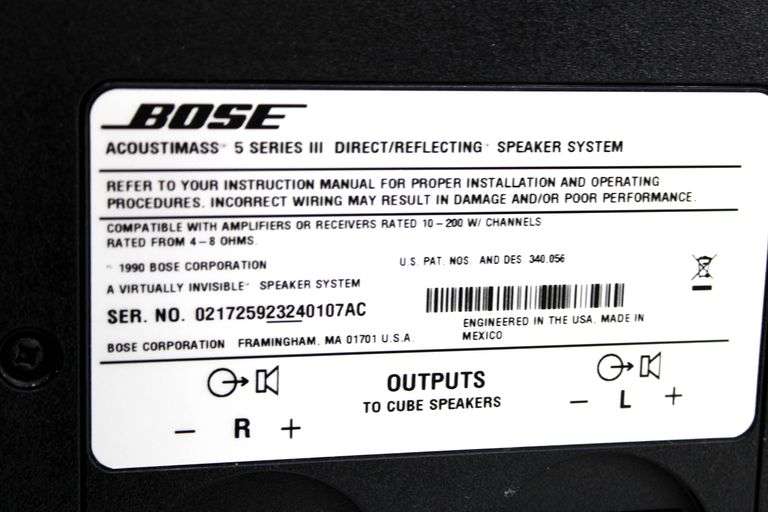 BOSE
ACOUSTIMASS™ 5 SERIES III DIRECT/REFLECTING® SPEAKER SYSTEM
REFER TO YOUR INSTRUCTION MANUAL FOR PROPER INSTALLATION AND OPERATING
PROCEDURES. INCORRECT WIRING MAY RESULT IN DAMAGE AND/OR POOR PERFORMANCE.
COMPATIBLE WITH AMPLIFIERS OR RECEIVERS RATED 10-200 W/ CHANNELS
RATED FROM 4-8 OHMS.
1990 BOSE CORPORATION U.S. PAT. NOS. AND DES 340.056
A VIRTUALLY INVISIBLE® SPEAKER SYSTEM
SER. NO. 021725923240107AC
ENGINEERED IN THE USA. MADE IN
MEXICO
BOSE CORPORATION FRAMINGHAM, MA 01701 U.S.A.
OUTPUTS
TO CUBE SPEAKERS
- R +
- L +